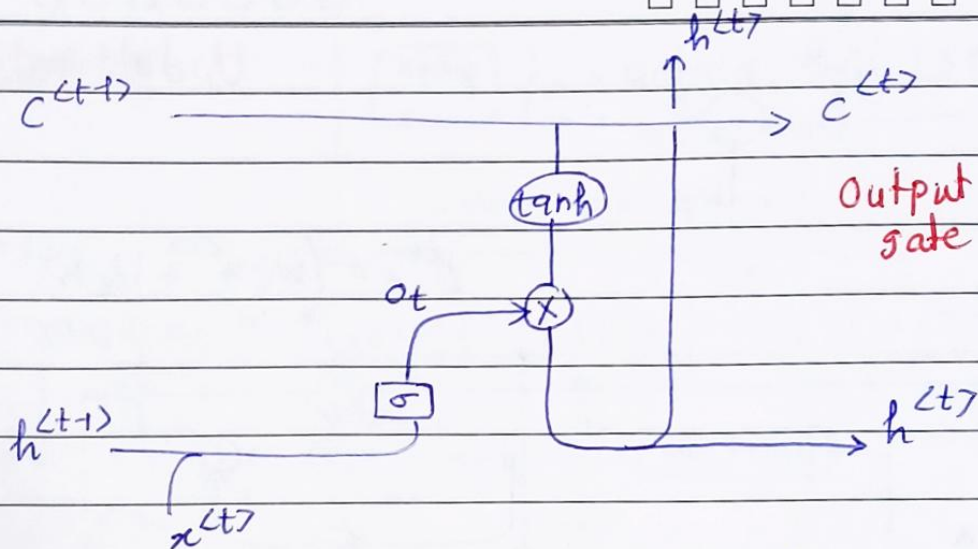 h<t>
C<t-1>
C<t>
tanh
Output
gate
ot
X
σ
h<t-1>
h<t>
x<t>